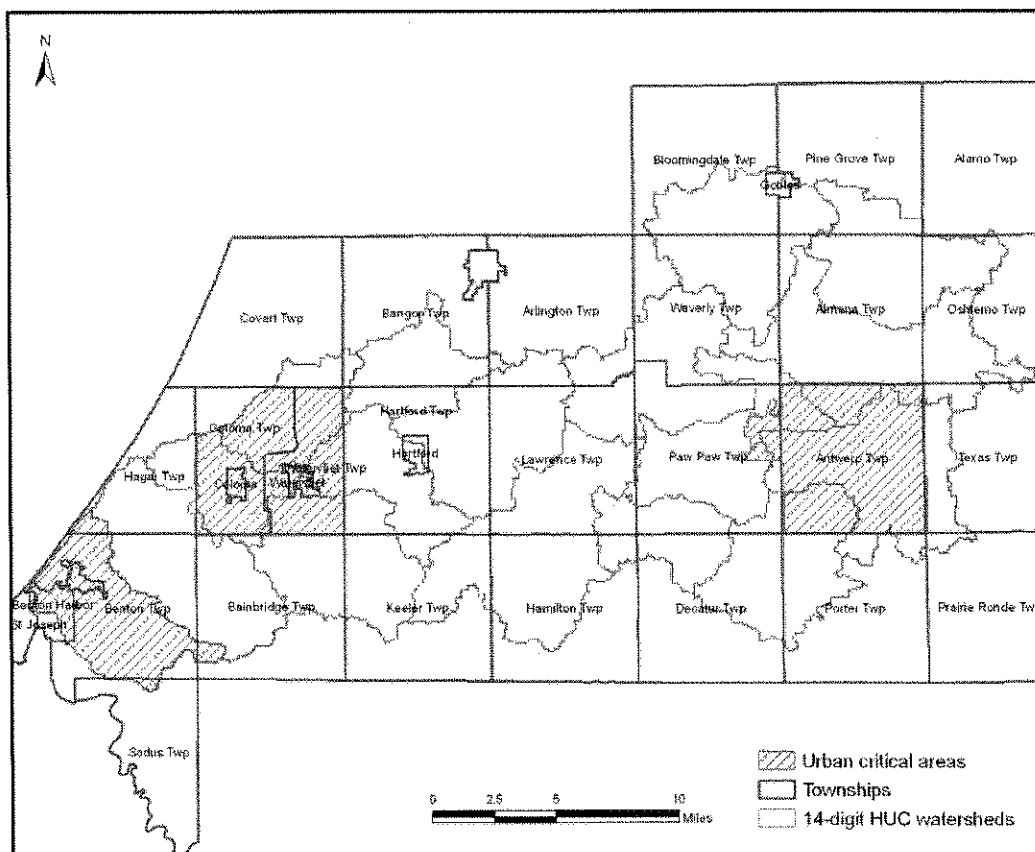 N
Bloomingdale Twp
Pine Grove Twp
Alamo Twp
Gobles
Covert Twp
Bangor Twp
Arlington Twp
Waverly Twp
Almena Twp
Oshtemo Twp
Coloma Twp
Hartford Twp
Hagar Twp
Coloma
Watervliet Twp
Watervliet
Hartford
Lawrence Twp
Paw Paw Twp
Antwerp Twp
Texas Twp
Benton Harbor
St Joseph
Benton Twp
Bainbridge Twp
Keeler Twp
Hamilton Twp
Decatur Twp
Porter Twp
Prairie Ronde Tw
Sodus Twp
Urban critical areas
Townships
14-digit HUC watersheds
0 2.5 5 10
Miles